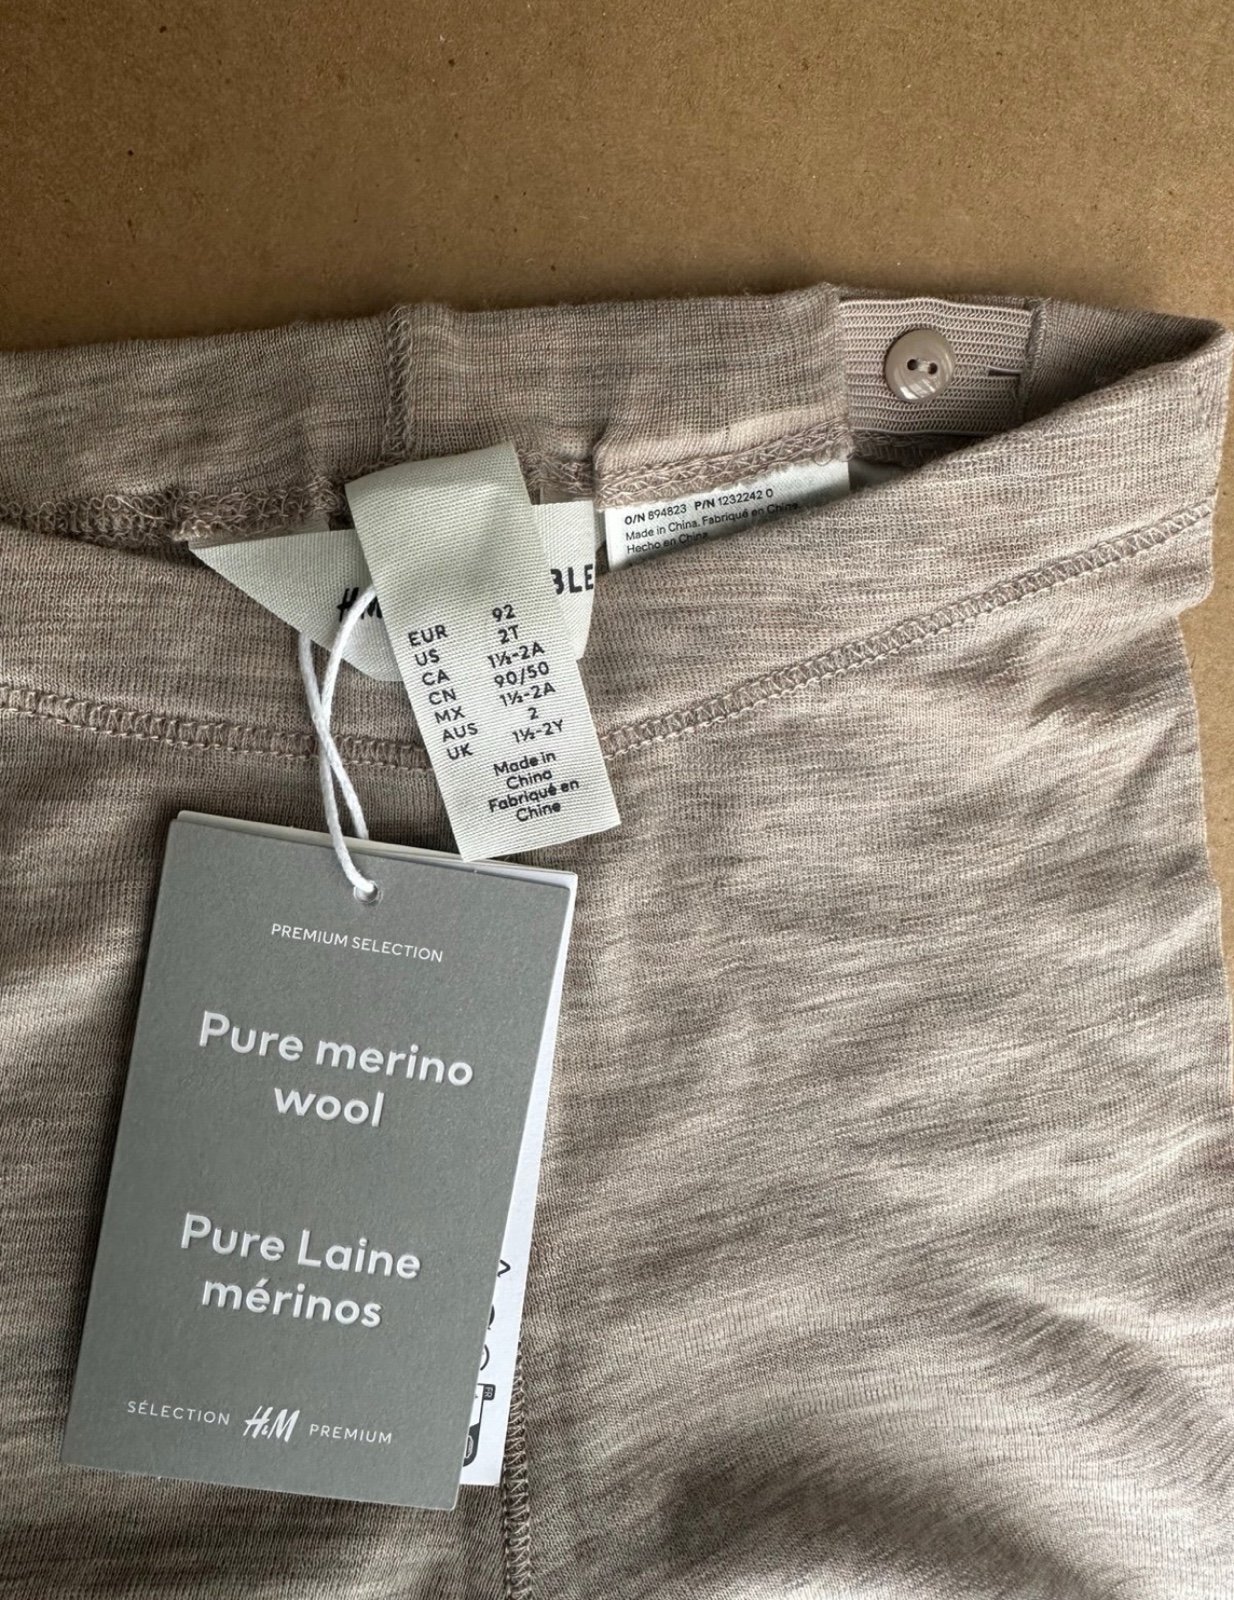 O/N 894823 P/N 1232242 0
Made in China. Fabriqué en Chine.
Hecho en China
H&M
EUR 92
US 2T
CA 1½-2A
CN 90/50
MX 1½-2A
AUS 2
UK 1½-2Y
Made in
China
Fabriqué en
Chine
PREMIUM SELECTION
Pure merino
wool
Pure Laine
mérinos
SÉLECTION H&M PREMIUM
FR